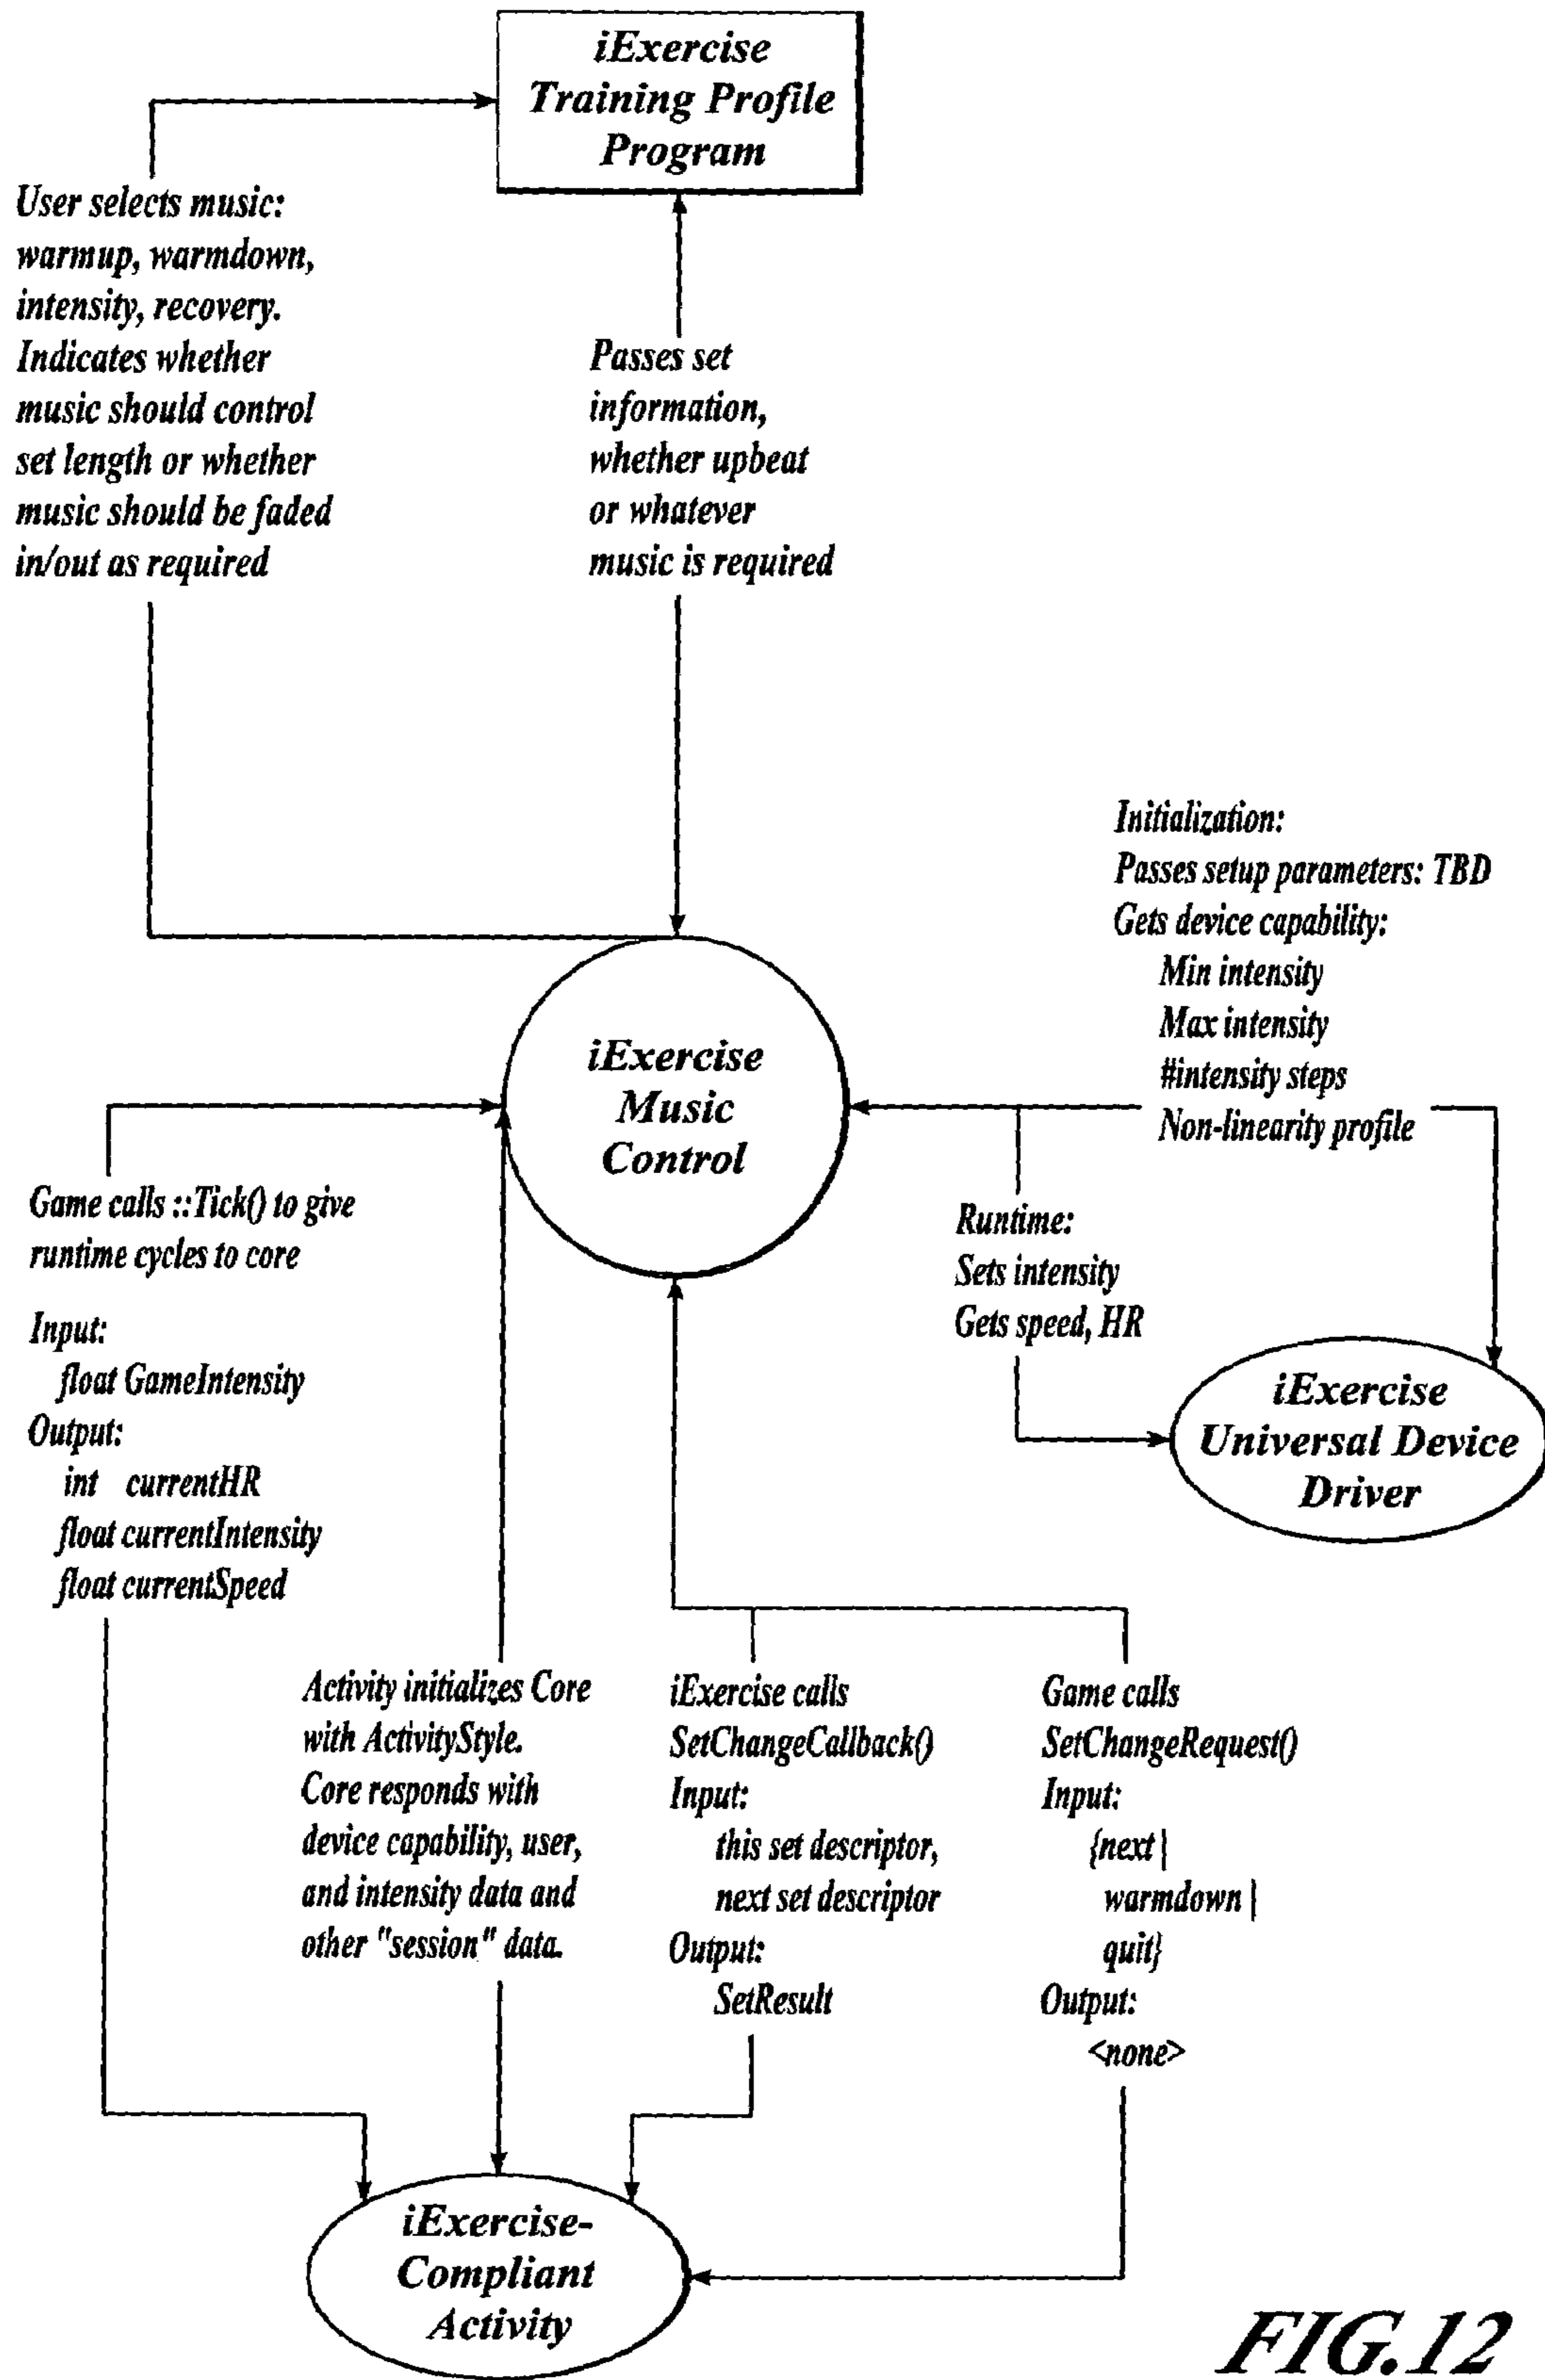 iExercise
Training Profile
Program
User selects music:
warmup, warmdown,
intensity, recovery.
Indicates whether
music should control
set length or whether
music should be faded
in/out as required
Passes set
information,
whether upbeat
or whatever
music is required
Initialization:
Passes setup parameters: TBD
Gets device capability:
Min intensity
Max intensity
#intensity steps
Non-linearity profile
iExercise
Music
Control
Game calls ::Tick() to give
runtime cycles to core
Input:
float GameIntensity
Output:
int currentHR
float currentIntensity
float currentSpeed
Runtime:
Sets intensity
Gets speed, HR
iExercise
Universal Device
Driver
Activity initializes Core
with ActivityStyle.
Core responds with
device capability, user,
and intensity data and
other "session" data.
iExercise calls
SetChangeCallback()
Input:
this set descriptor,
next set descriptor
Output:
SetResult
Game calls
SetChangeRequest()
Input:
{next |
warmdown |
quit}
Output:
<none>
iExercise-
Compliant
Activity
FIG.12